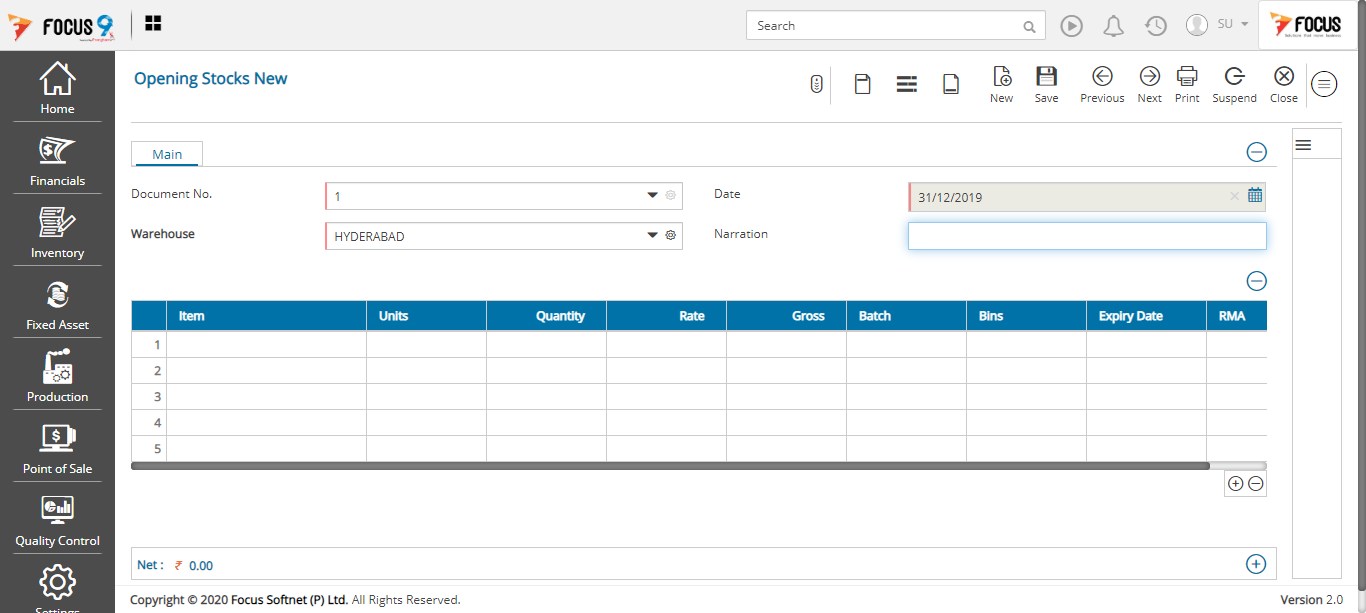 FOCUS 9
Search
SU
FOCUS
Home
Financials
Inventory
Fixed Asset
Production
Point of Sale
Quality Control
Settings
Opening Stocks New
New Save Previous Next Print Suspend Close
Main
Document No. 1 Date 31/12/2019
Warehouse HYDERABAD Narration
Item Units Quantity Rate Gross Batch Bins Expiry Date RMA
1
2
3
4
5
Net : ₹ 0.00
Copyright © 2020 Focus Softnet (P) Ltd. All Rights Reserved. Version 2.0